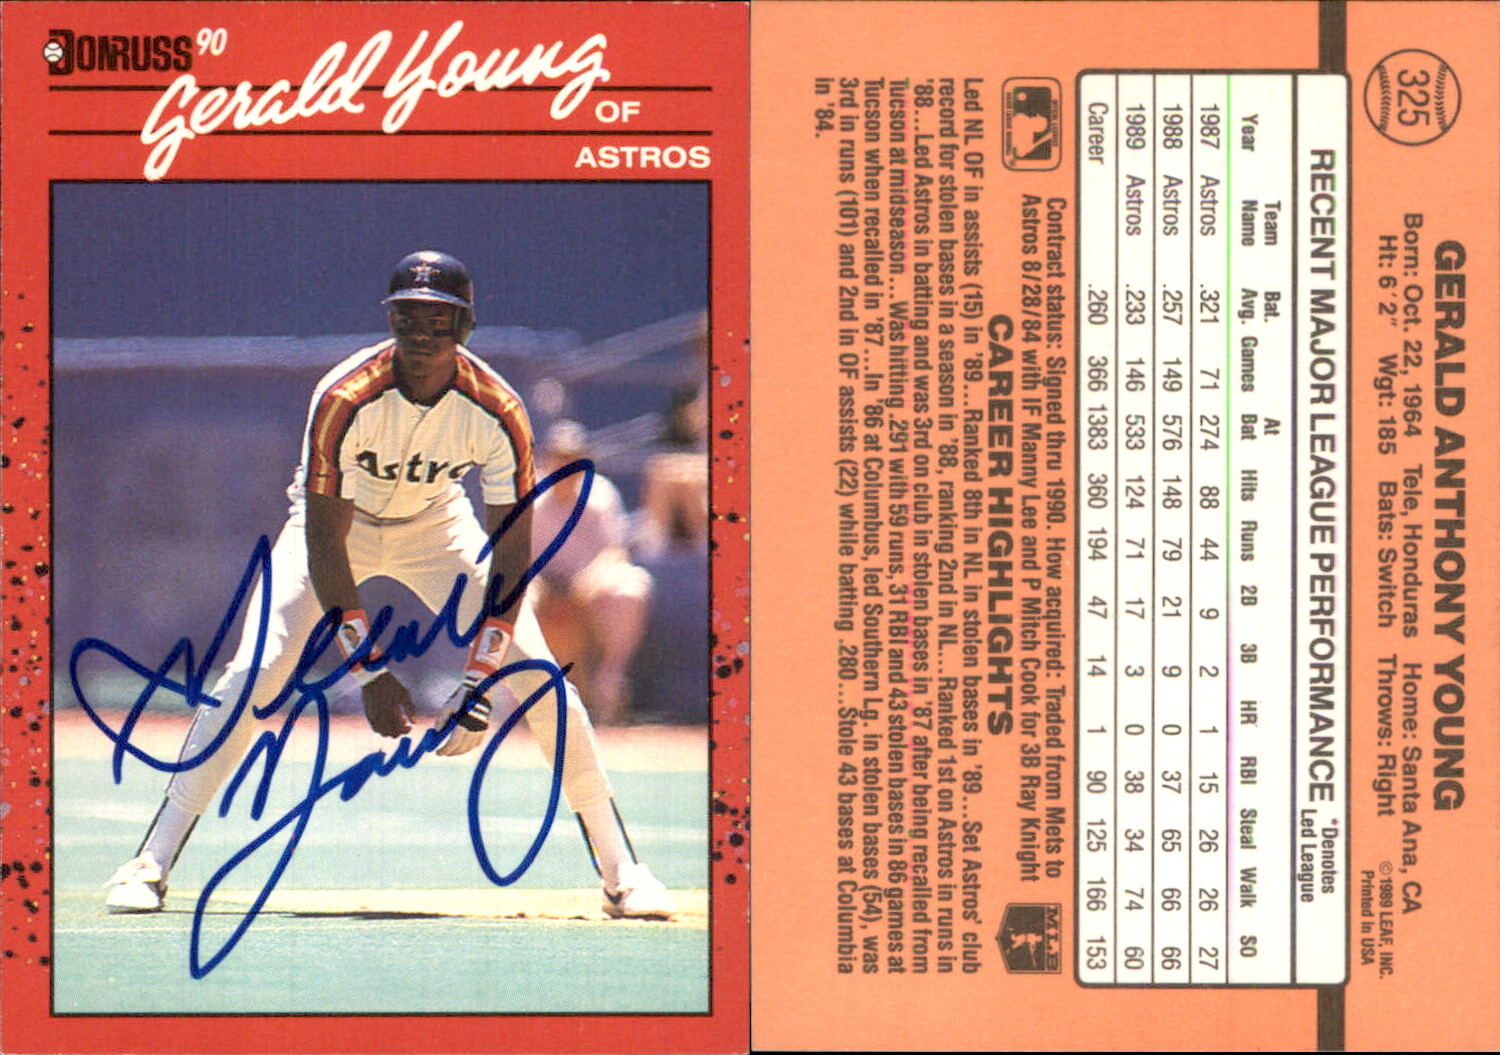 DONRUSS 90
Gerald Young
OF
ASTROS
Astro
Gerald
Young
325
GERALD ANTHONY YOUNG
Born: Oct. 22, 1964 Tele, Honduras Home: Santa Ana, CA
Ht: 6'2" Wgt: 185 Bats: Switch Throws: Right
© 1989 LEAF, INC.
Printed in USA
RECENT MAJOR LEAGUE PERFORMANCE *Denotes Led League
Year Team Name Bat. Avg. Games At Bat Hits Runs 2B 3B HR RBI Steal Walk SO
1987 Astros .321 71 274 88 44 9 2 1 15 26 26 27
1988 Astros .257 149 576 148 79 21 9 0 37 65 66 66
1989 Astros .233 146 533 124 71 17 3 0 38 34 74 60
Career .260 366 1383 360 194 47 14 1 90 125 166 153
Contract status: Signed thru 1990. How acquired: Traded from Mets to
Astros 8/28/84 with IF Manny Lee and P Mitch Cook for 3B Ray Knight
MLB
CAREER HIGHLIGHTS
Led NL OF in assists (15) in '89...Ranked 8th in NL in stolen bases in '89...Set Astros' club
record for stolen bases in a season in '88, ranking 2nd in NL...Ranked 1st on Astros in runs in
'88...Led Astros in batting and was 3rd on club in stolen bases in '87 after being recalled from
Tucson at midseason...Was hitting .291 with 59 runs, 31 RBI and 43 stolen bases in 86 games at
Tucson when recalled in '87...In '86 at Columbus, led Southern Lg. in stolen bases (54), was
3rd in runs (101) and 2nd in OF assists (22) while batting .280...Stole 43 bases at Columbia
in '84.